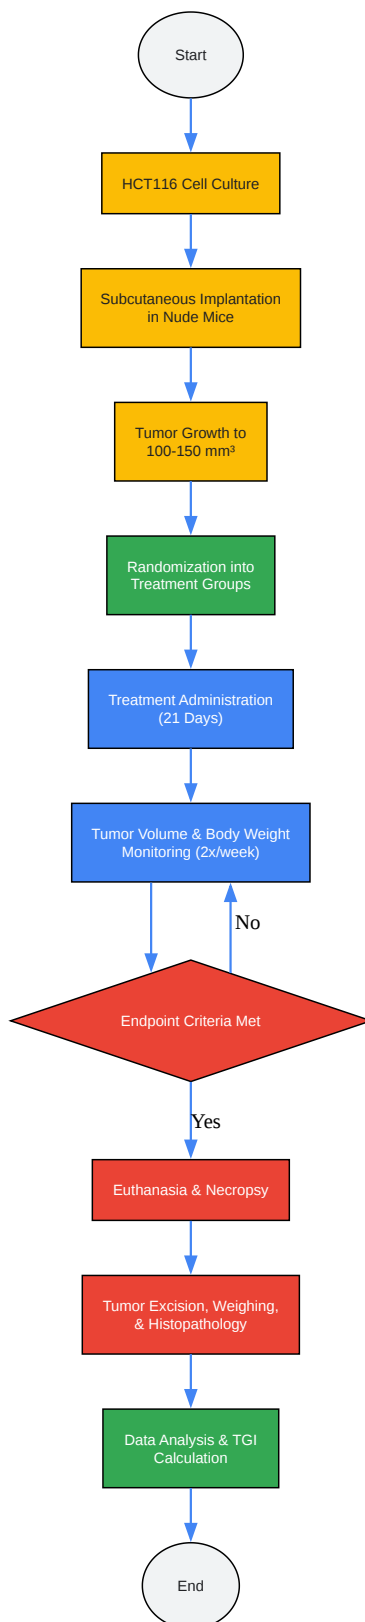 Start
HCT116 Cell Culture
Subcutaneous Implantation
in Nude Mice
Tumor Growth to
100-150 mm³
Randomization into
Treatment Groups
Treatment Administration
(21 Days)
Tumor Volume & Body Weight
Monitoring (2x/week)
No
Endpoint Criteria Met
Yes
Euthanasia & Necropsy
Tumor Excision, Weighing,
& Histopathology
Data Analysis & TGI
Calculation
End